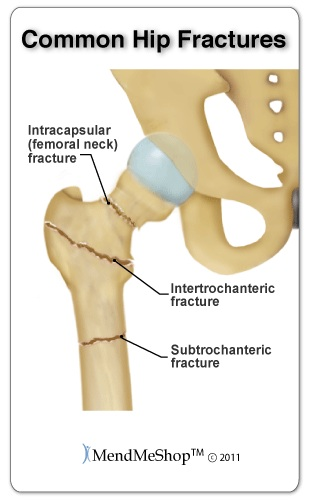 Common Hip Fractures
Intracapsular
(femoral neck)
fracture
Intertrochanteric
fracture
Subtrochanteric
fracture
MendMeShop™ © 2011